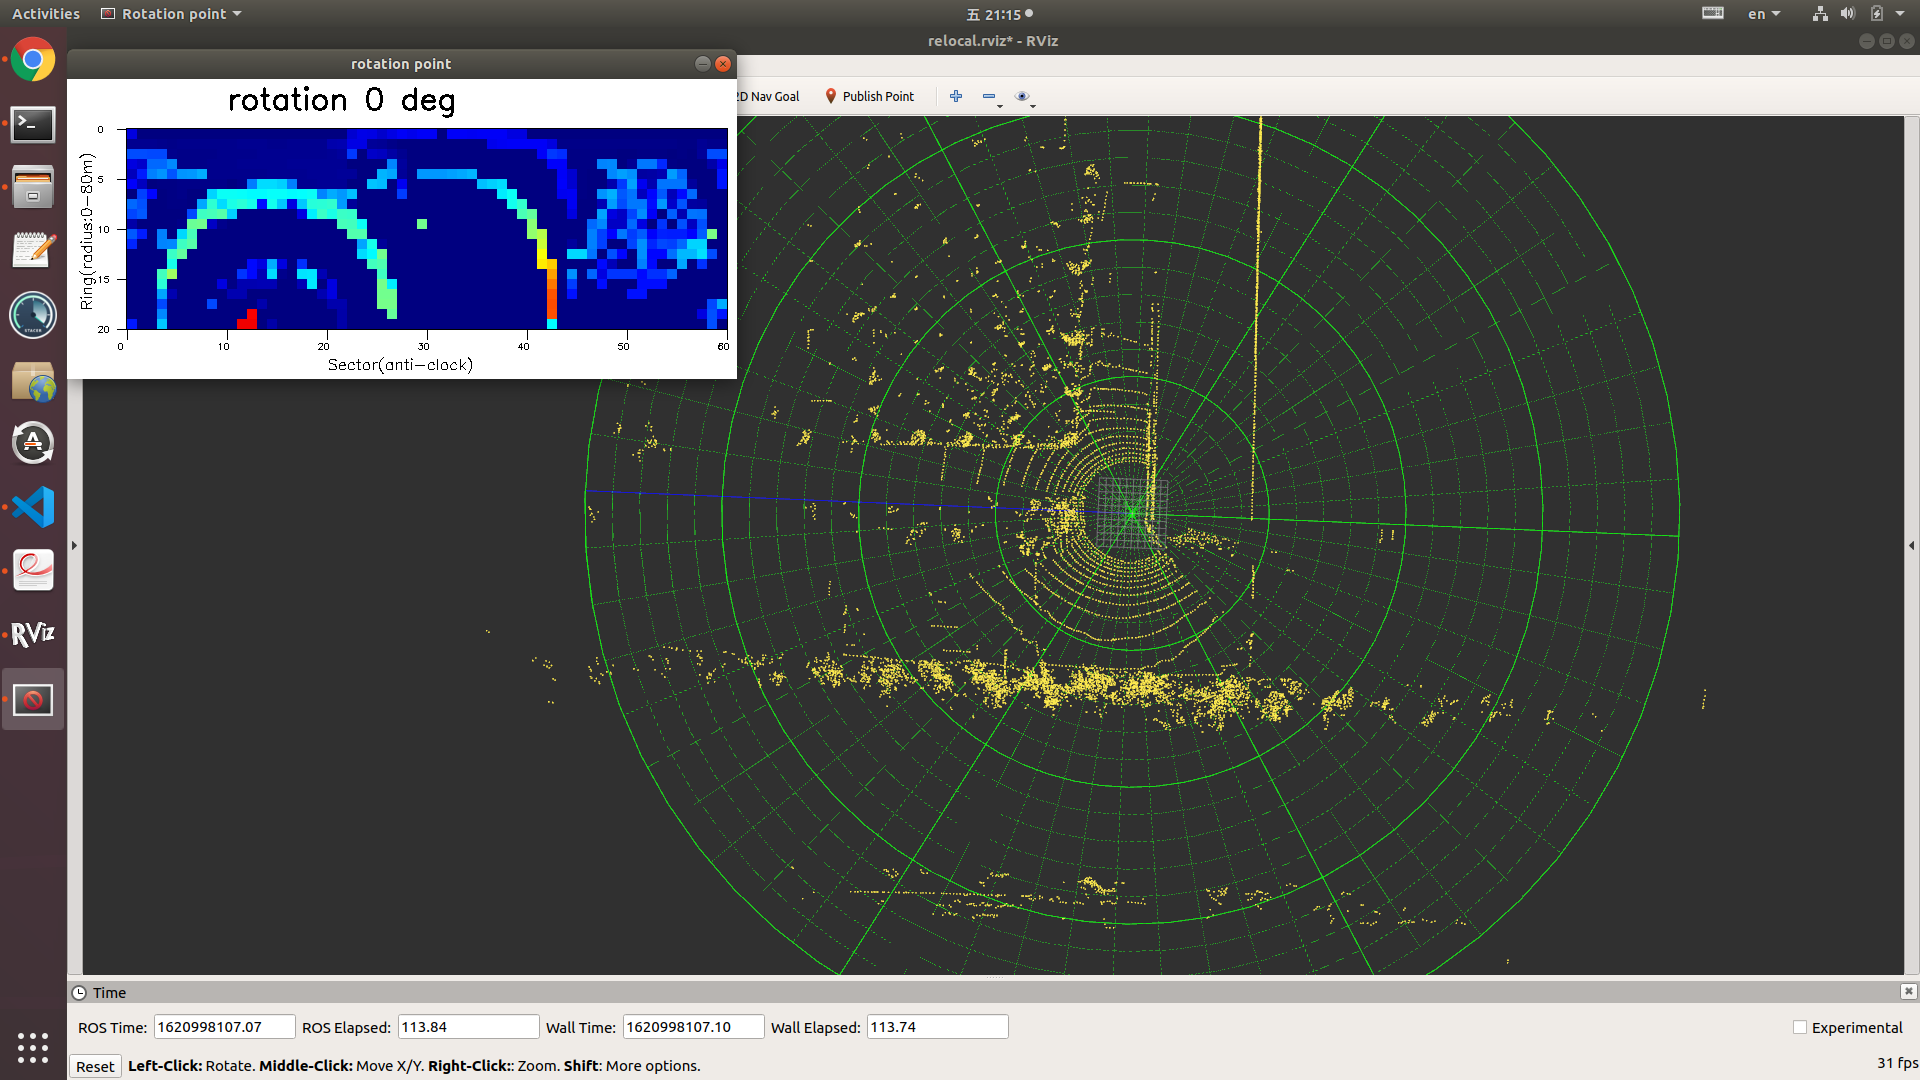 Activities
Rotation point
五 21:15
en
relocal.rviz* - RViz
rotation point
2D Nav Goal
Publish Point
rotation 0 deg
0
5
10
15
20
Ring(radius:0-80m)
0
10
20
30
40
50
60
Sector(anti-clock)
STACER
A
RViz
Time
ROS Time: 1620998107.07 ROS Elapsed: 113.84 Wall Time: 1620998107.10 Wall Elapsed: 113.74
Experimental
Reset
Left-Click: Rotate. Middle-Click: Move X/Y. Right-Click:: Zoom. Shift: More options.
31 fps